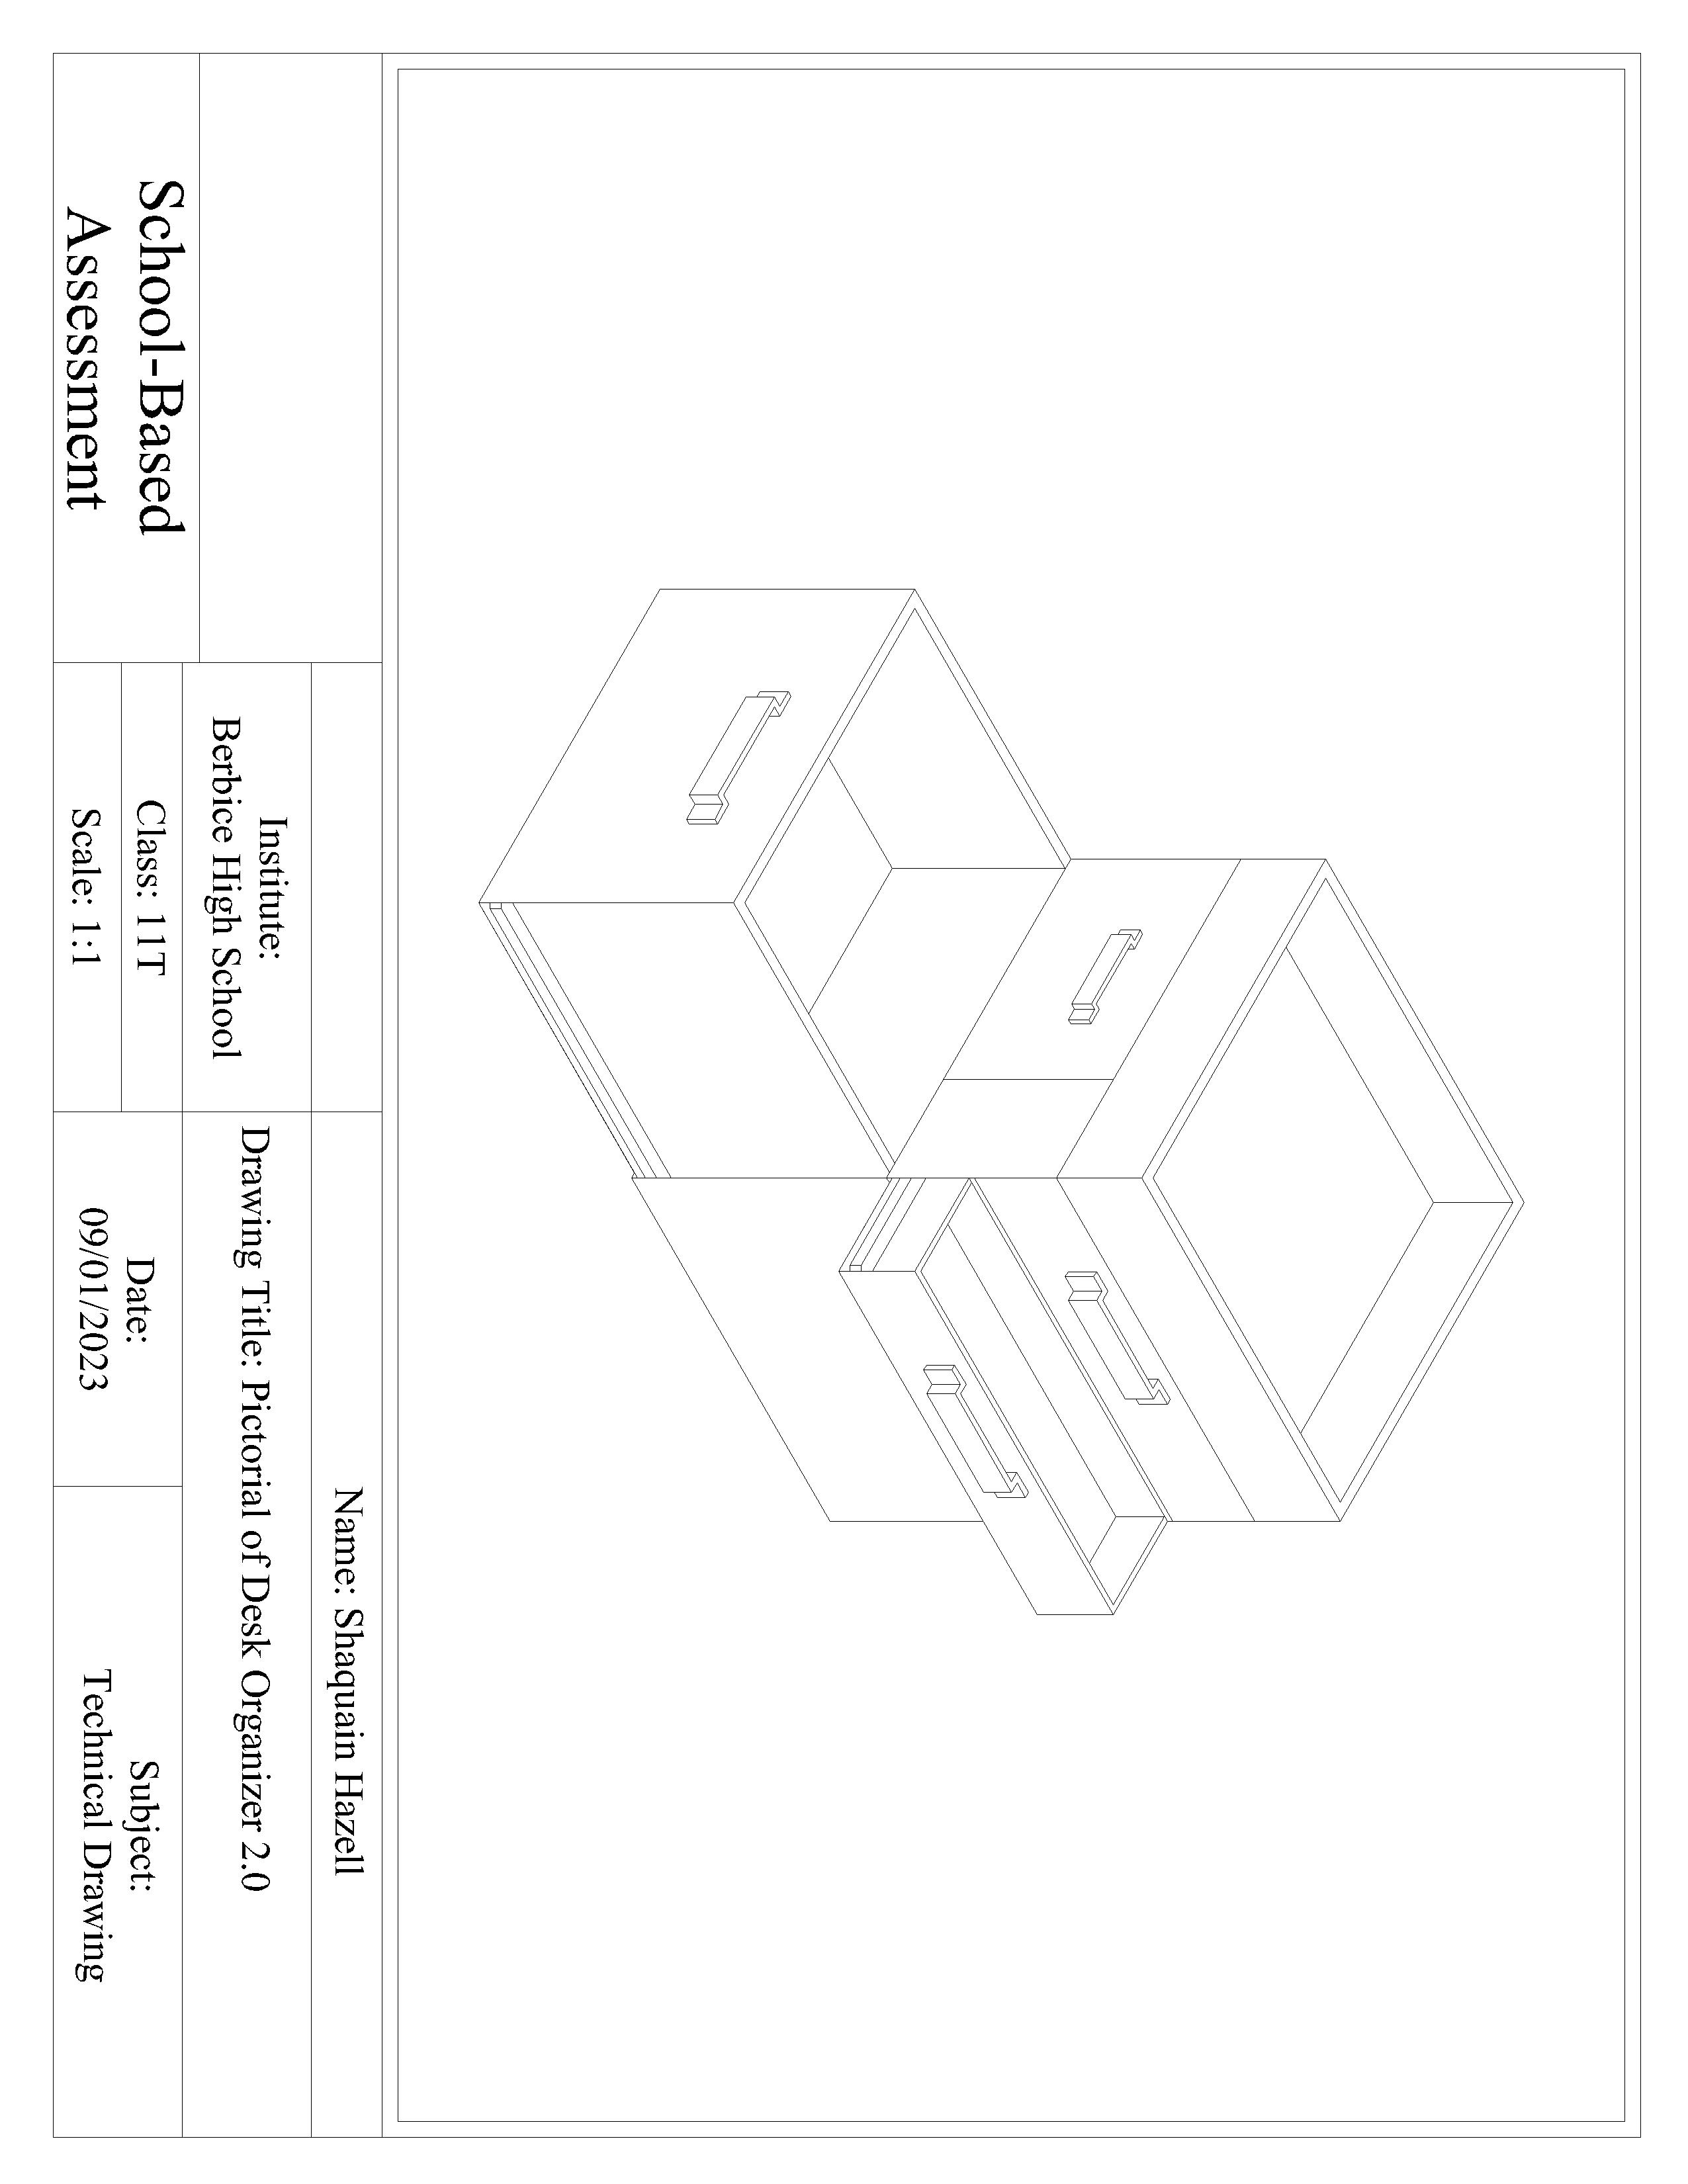 Name: Shaquain Hazell
Institute:
Berbice High School
Drawing Title: Pictorial of Desk Organizer 2.0
School-Based
Assessment
Class: 11T
Scale: 1:1
Date:
09/01/2023
Subject:
Technical Drawing